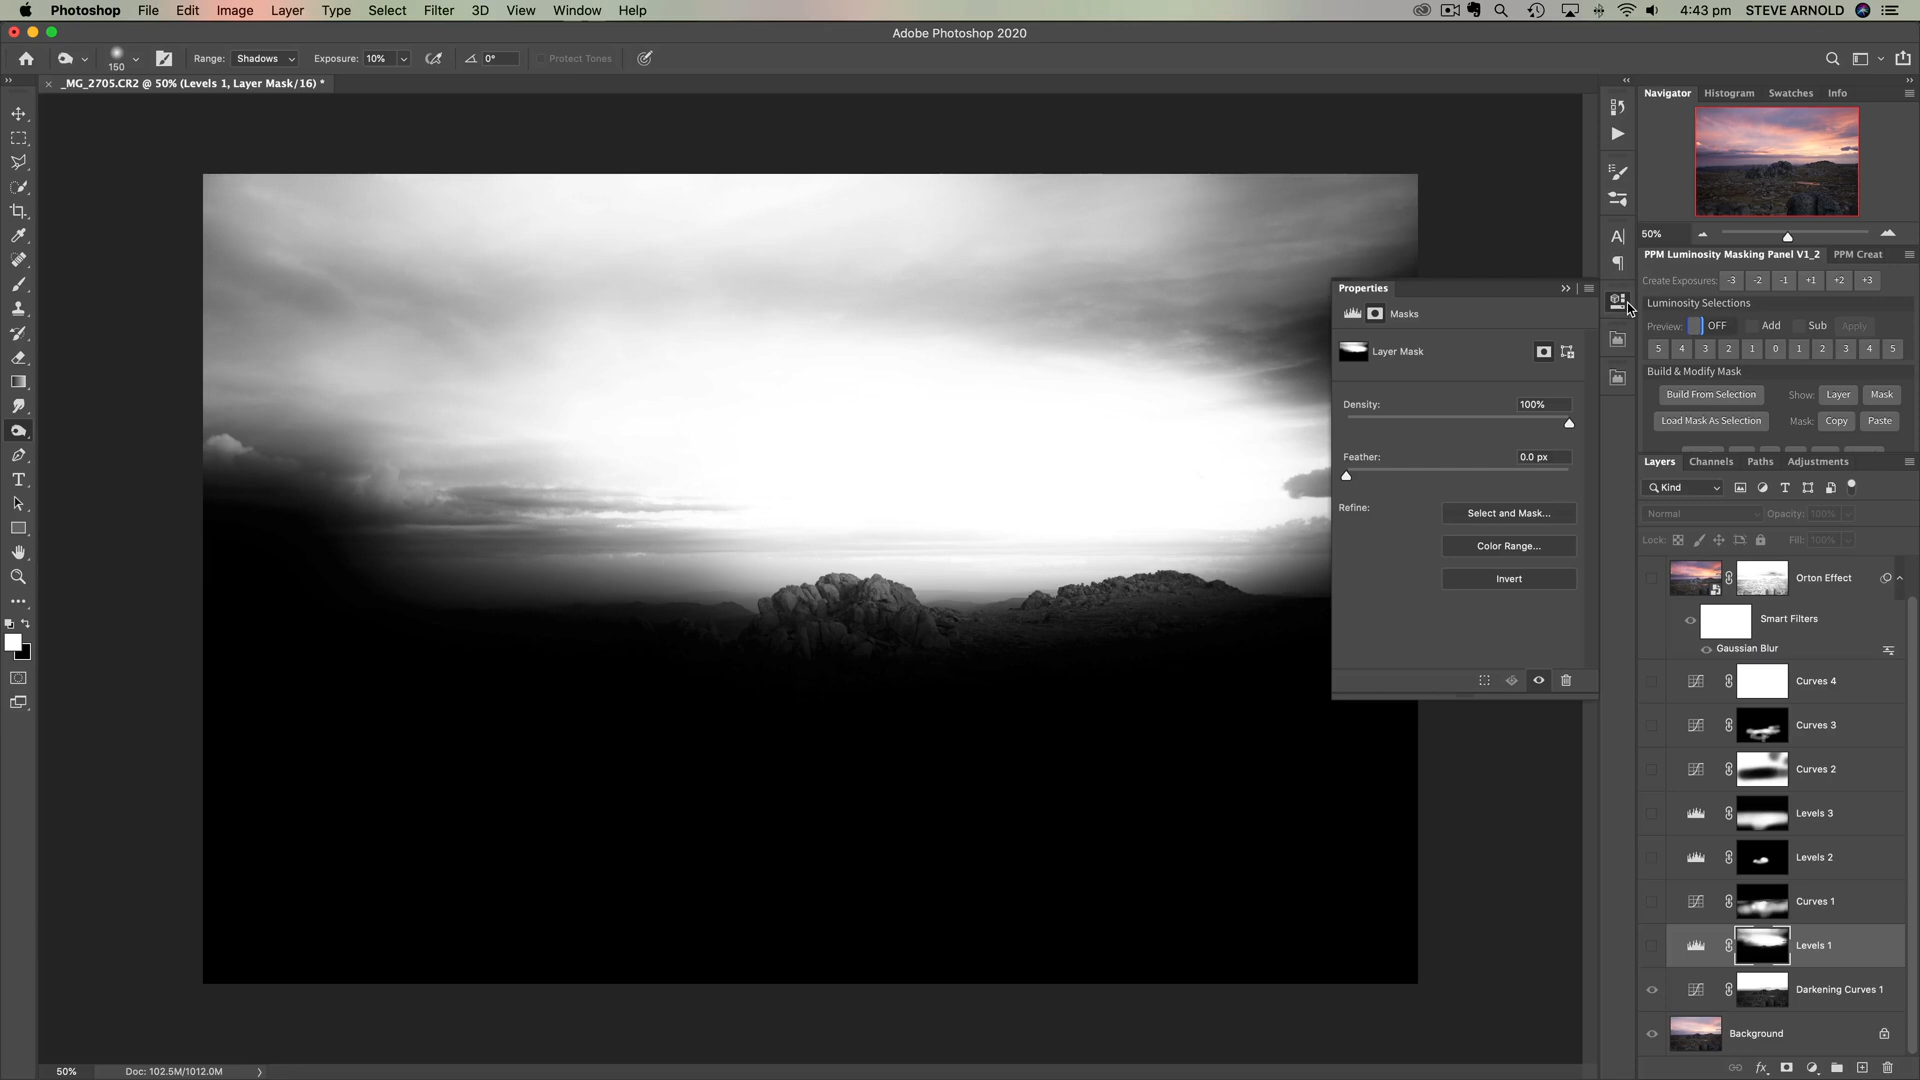 Photoshop File Edit Image Layer Type Select Filter 3D View Window Help 4:43 pm STEVE ARNOLD
Adobe Photoshop 2020
150 Range: Shadows Exposure: 10% 0° Protect Tones
_MG_2705.CR2 @ 50% (Levels 1, Layer Mask/16) *
Navigator Histogram Swatches Info
50%
PPM Luminosity Masking Panel V1_2 PPM Creat
Create Exposures: -3 -2 -1 +1 +2 +3
Luminosity Selections
Preview: OFF Add Sub Apply
5 4 3 2 1 0 1 2 3 4 5
Build & Modify Mask
Build From Selection Show: Layer Mask
Load Mask As Selection Mask: Copy Paste
Properties
Masks
Layer Mask
Density: 100%
Feather: 0.0 px
Refine: Select and Mask...
Color Range...
Invert
Layers Channels Paths Adjustments
Kind
Normal Opacity: 100%
Lock: Fill: 100%
Orton Effect
Smart Filters
Gaussian Blur
Curves 4
Curves 3
Curves 2
Levels 3
Levels 2
Curves 1
Levels 1
Darkening Curves 1
Background
50% Doc: 102.5M/1012.0M